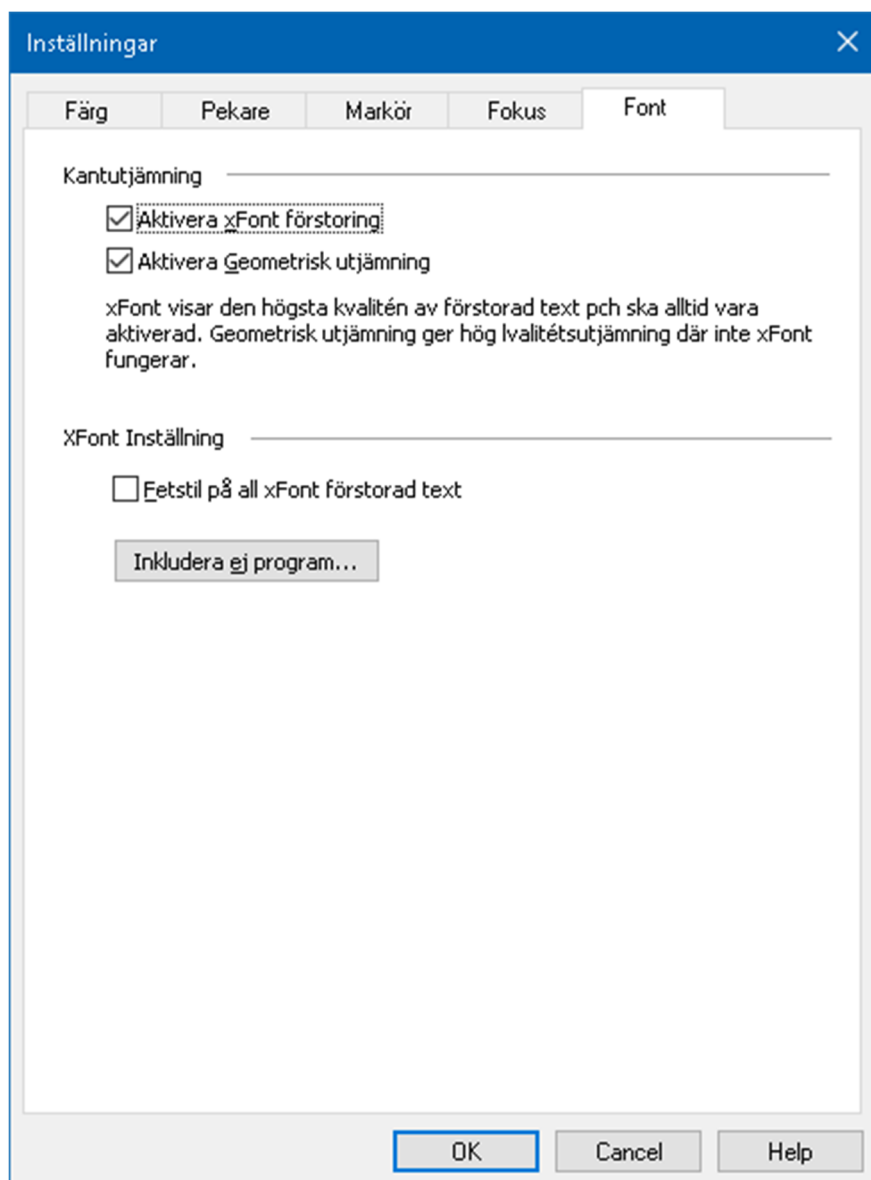 Inställningar
Färg Pekare Markör Fokus Font
Kantutjämning
Aktivera xFont förstoring
Aktivera Geometrisk utjämning
xFont visar den högsta kvalitén av förstorad text pch ska alltid vara
aktiverad. Geometrisk utjämning ger hög lvalitétsutjämning där inte xFont
fungerar.
XFont Inställning
Fetstil på all xFont förstorad text
Inkludera ej program...
OK Cancel Help